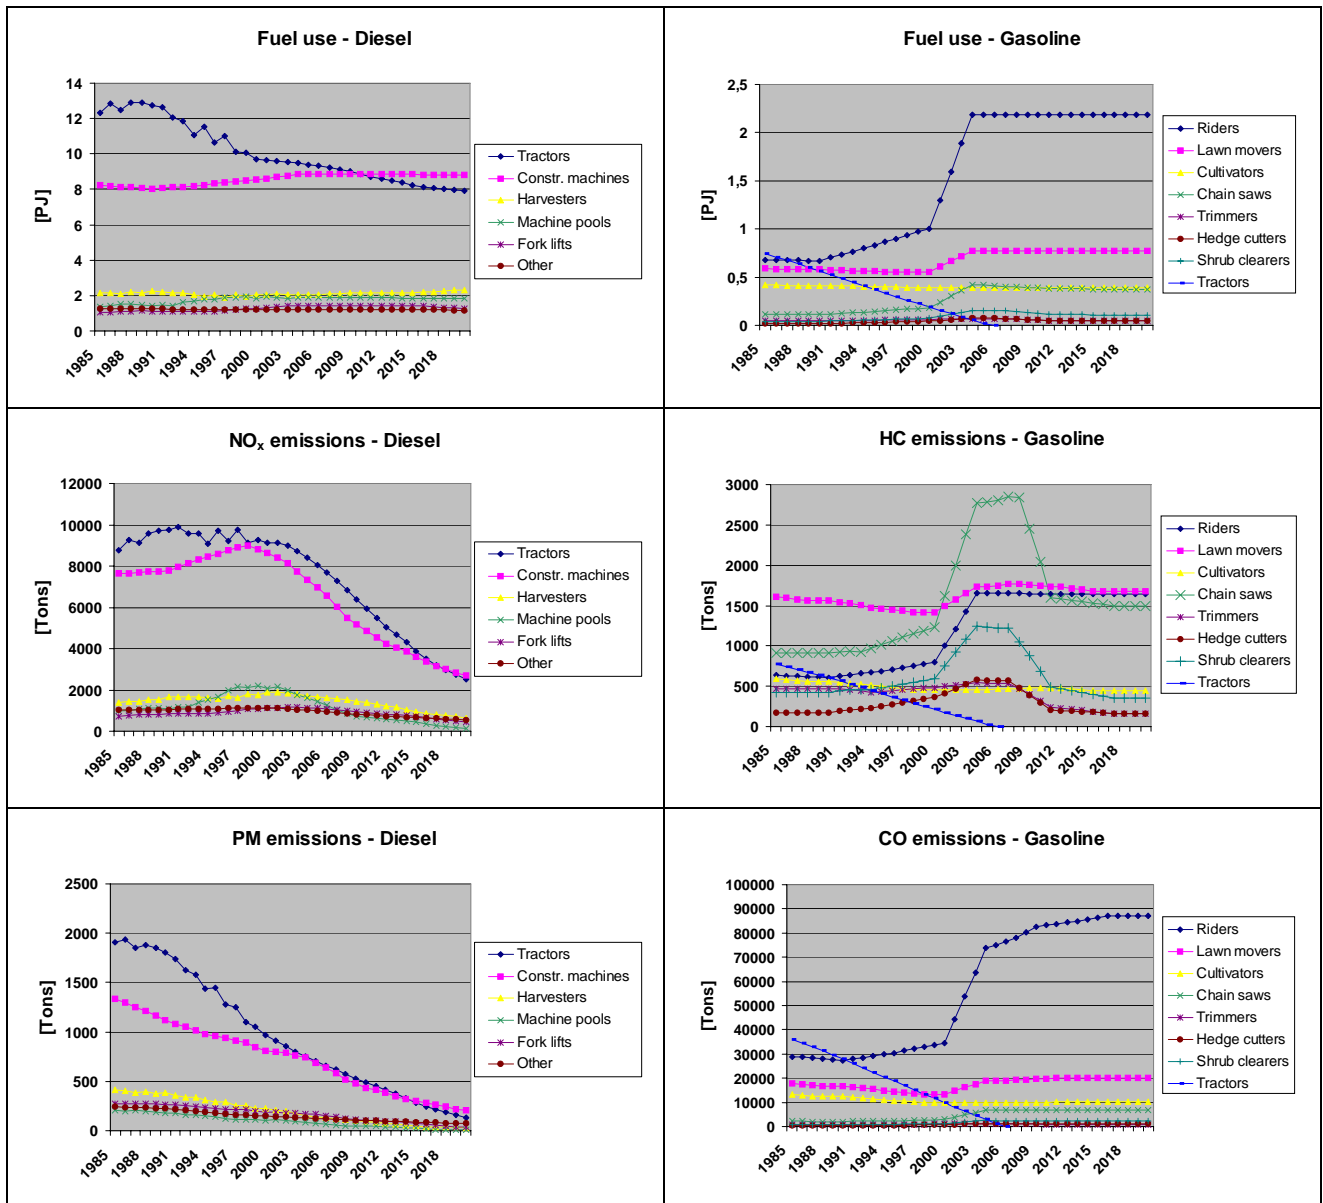 Fuel use - Diesel
14
12
10
8
6
4
2
0
[PJ]
1985 1988 1991 1994 1997 2000 2003 2006 2009 2012 2015 2018
Tractors
Constr. machines
Harvesters
Machine pools
Fork lifts
Other
Fuel use - Gasoline
2,5
2
1,5
1
0,5
0
[PJ]
1985 1988 1991 1994 1997 2000 2003 2006 2009 2012 2015 2018
Riders
Lawn movers
Cultivators
Chain saws
Trimmers
Hedge cutters
Shrub clearers
Tractors
NOx emissions - Diesel
12000
10000
8000
6000
4000
2000
0
[Tons]
1985 1988 1991 1994 1997 2000 2003 2006 2009 2012 2015 2018
Tractors
Constr. machines
Harvesters
Machine pools
Fork lifts
Other
HC emissions - Gasoline
3000
2500
2000
1500
1000
500
0
[Tons]
1985 1988 1991 1994 1997 2000 2003 2006 2009 2012 2015 2018
Riders
Lawn movers
Cultivators
Chain saws
Trimmers
Hedge cutters
Shrub clearers
Tractors
PM emissions - Diesel
2500
2000
1500
1000
500
0
[Tons]
1985 1988 1991 1994 1997 2000 2003 2006 2009 2012 2015 2018
Tractors
Constr. machines
Harvesters
Machine pools
Fork lifts
Other
CO emissions - Gasoline
100000
90000
80000
70000
60000
50000
40000
30000
20000
10000
0
[Tons]
1985 1988 1991 1994 1997 2000 2003 2006 2009 2012 2015 2018
Riders
Lawn movers
Cultivators
Chain saws
Trimmers
Hedge cutters
Shrub clearers
Tractors